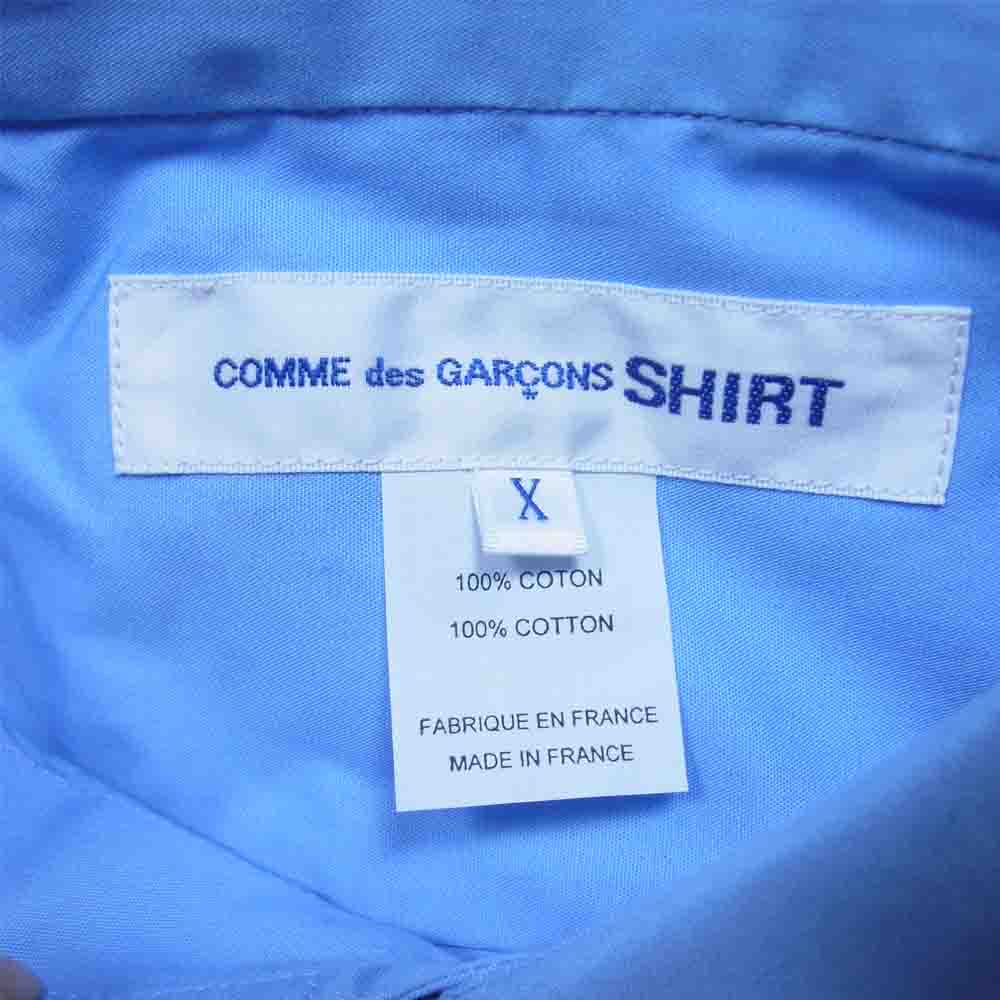 COMME des GARÇONS SHIRT
X
100% COTON
100% COTTON
FABRIQUE EN FRANCE
MADE IN FRANCE